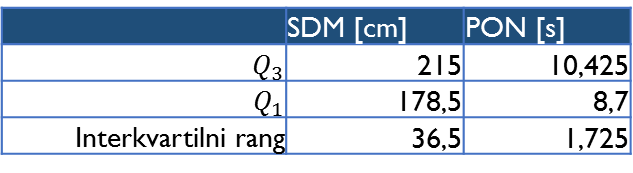 SDM [cm] PON [s]
Q₃ 215 10,425
Q₁ 178,5 8,7
Interkvartilni rang 36,5 1,725